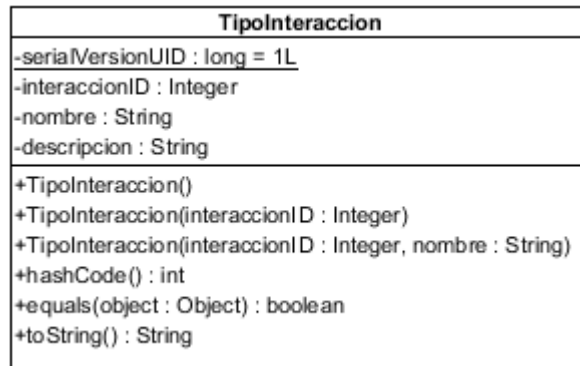 TipoInteraccion
-serialVersionUID : long = 1L
-interaccionID : Integer
-nombre : String
-descripcion : String
+TipoInteraccion()
+TipoInteraccion(interaccionID : Integer)
+TipoInteraccion(interaccionID : Integer, nombre : String)
+hashCode() : int
+equals(object : Object) : boolean
+toString() : String